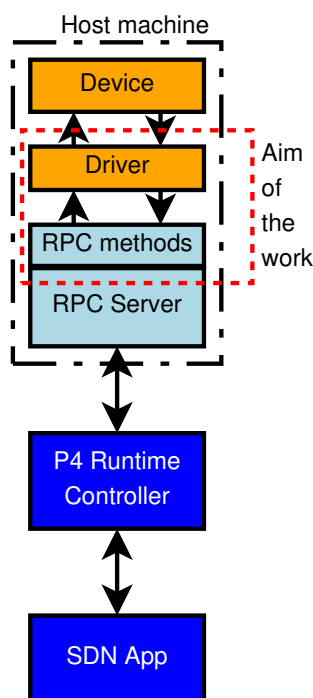 Host machine
Device
Driver
Aim
of
the
work
RPC methods
RPC Server
P4 Runtime
Controller
SDN App